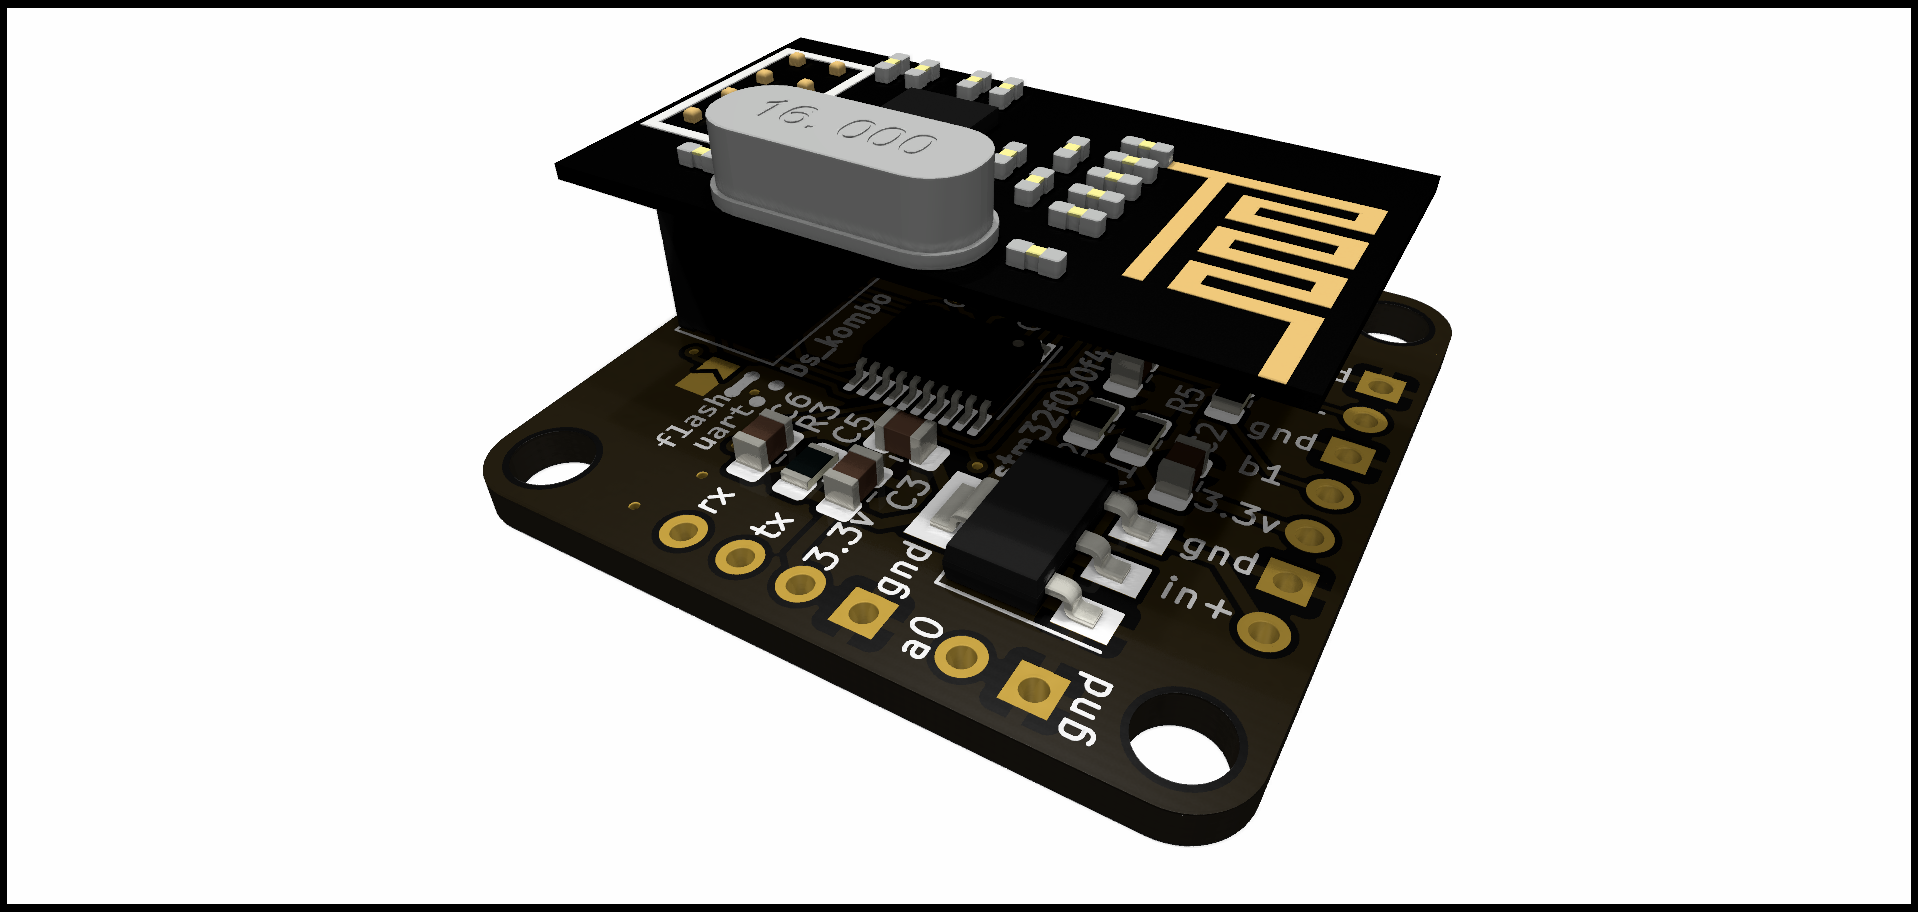 16. 000
bs_kombo
stm32f030f4
flash
uart
C6
R3
C5
C3
R5
rx
tx
3.3v
gnd
a0
gnd
gnd
b1
3.3v
gnd
in+